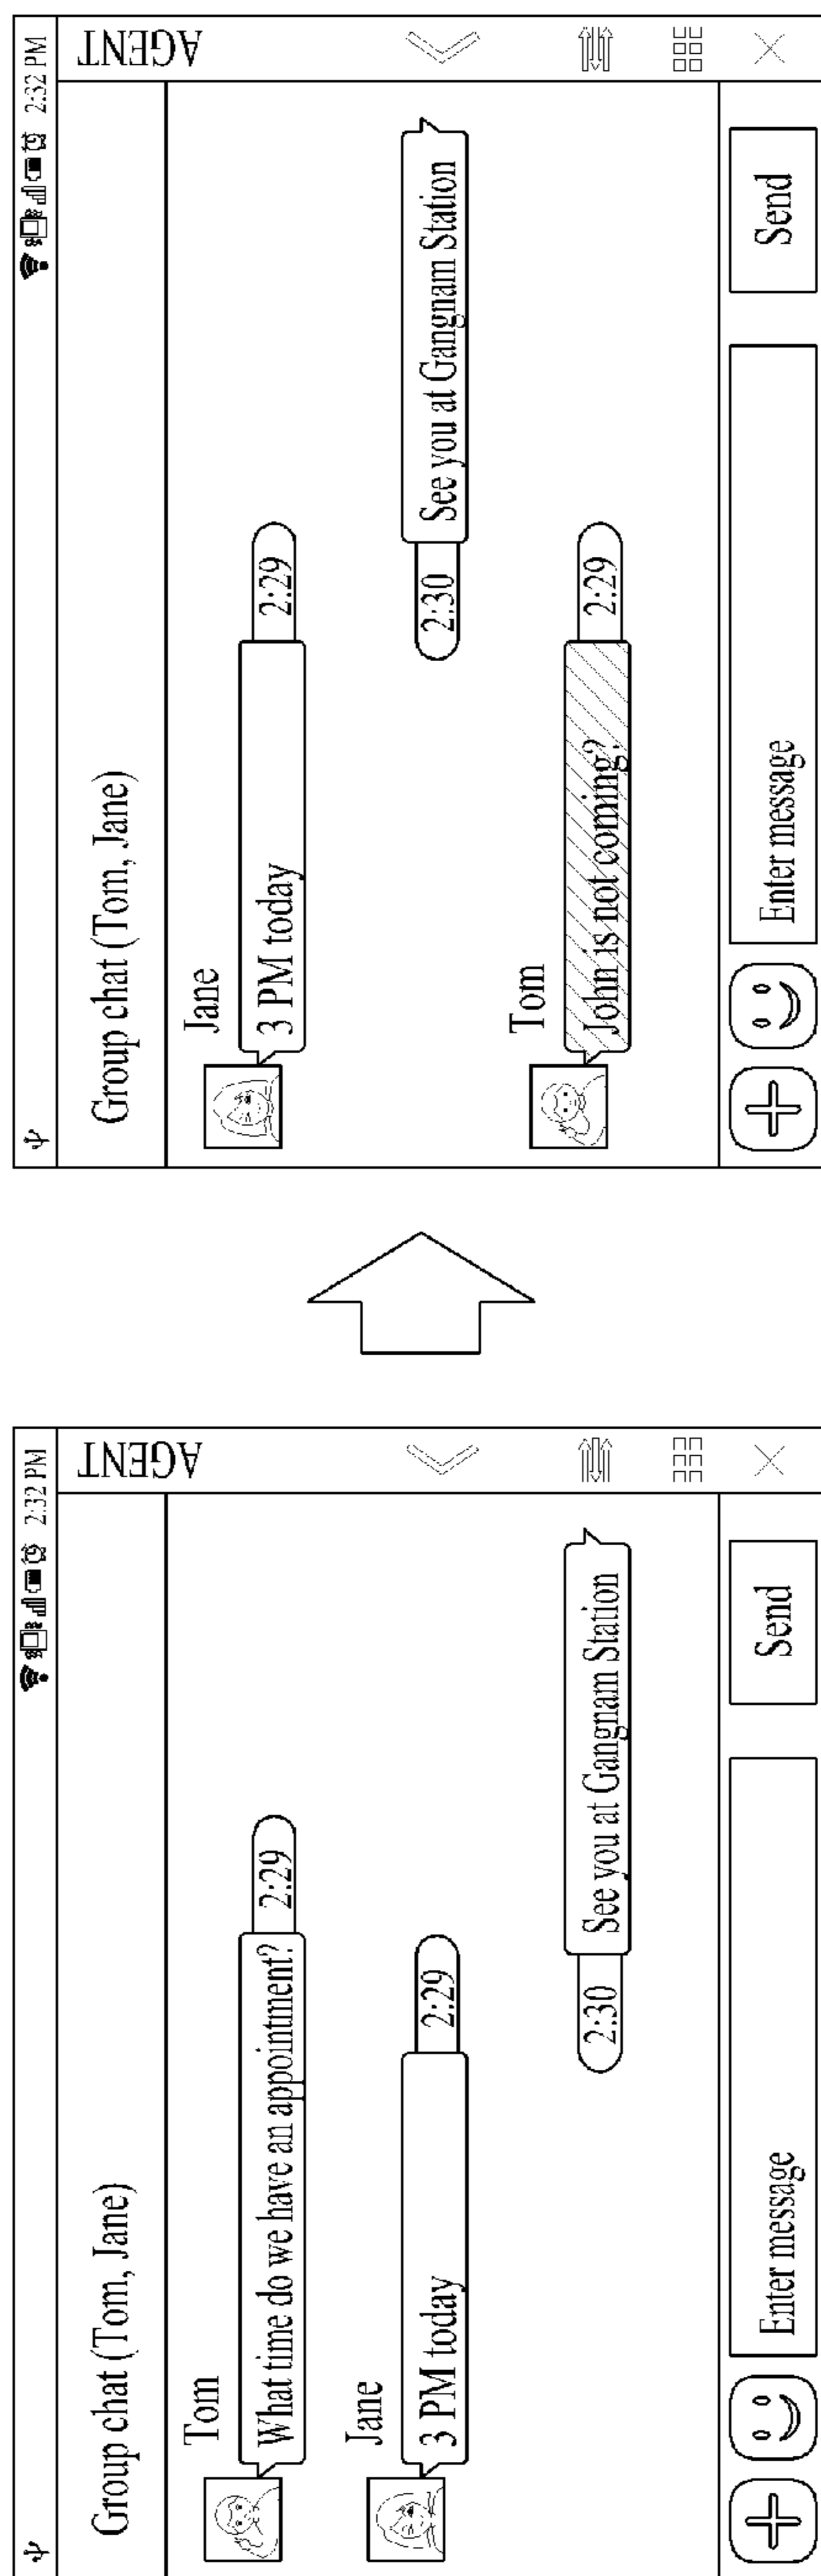 2:32 PM
Group chat (Tom, Jane)
AGENT
Tom
What time do we have an appointment?
2:29
Jane
3 PM today
2:29
2:30
See you at Gangnam Station
Enter message
Send
2:32 PM
Group chat (Tom, Jane)
AGENT
Jane
3 PM today
2:29
2:30
See you at Gangnam Station
Tom
John is not coming?
2:29
Enter message
Send